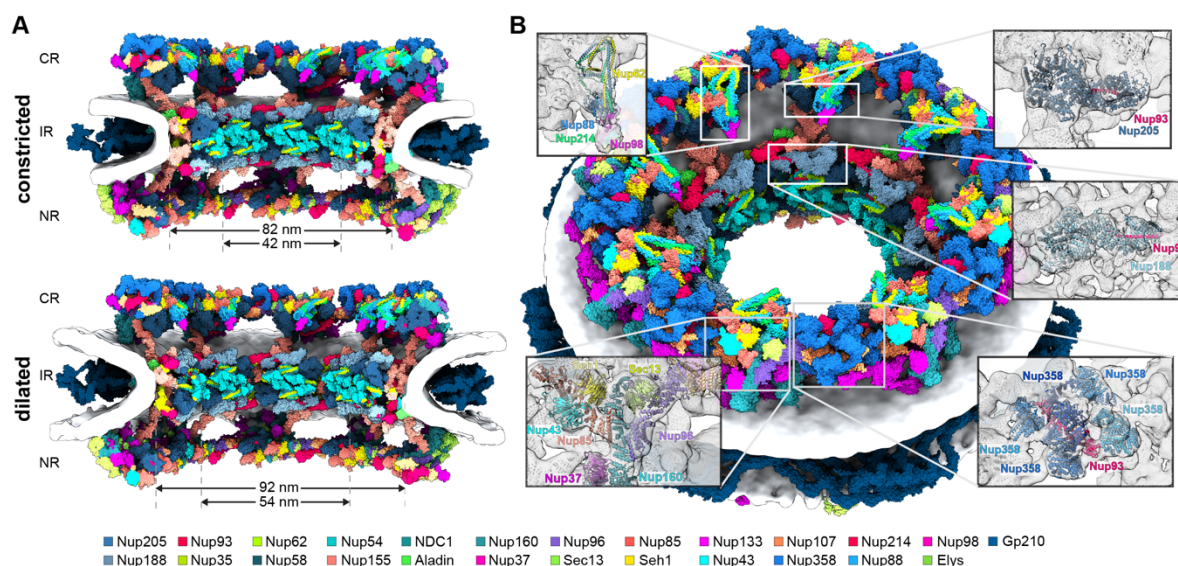 A
B
constricted
CR
IR
NR
82 nm
42 nm
dilated
CR
IR
NR
92 nm
54 nm
Nup62
Nup88
Nup214
Nup98
Nup93
Nup205
Nup188
Sec13
Nup43
Nup85
Nup96
Nup37
Nup160
Nup358
Nup358
Nup358
Nup358
Nup358
Nup93
Nup205 Nup93 Nup62 Nup54 NDC1 Nup160 Nup96 Nup85 Nup133 Nup107 Nup214 Nup98 Gp210
Nup188 Nup35 Nup58 Nup155 Aladin Nup37 Sec13 Seh1 Nup43 Nup358 Nup88 Elys